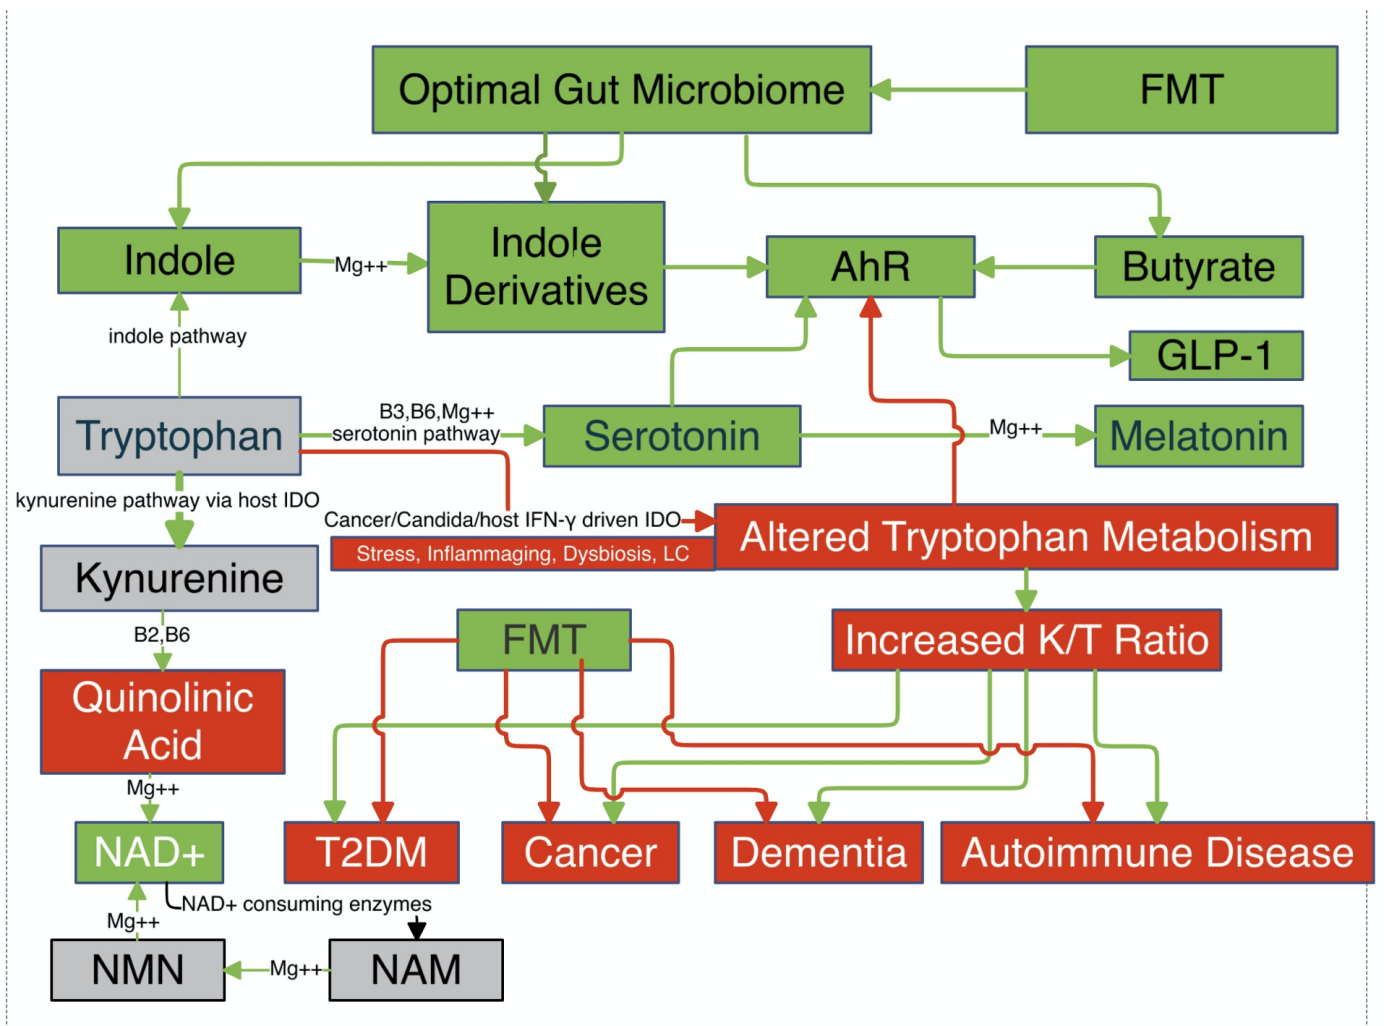 Optimal Gut Microbiome
FMT
Indole
Mg++
Indole
Derivatives
AhR
Butyrate
indole pathway
GLP-1
Tryptophan
B3,B6,Mg++
serotonin pathway
Serotonin
Mg++
Melatonin
kynurenine pathway via host IDO
Cancer/Candida/host IFN-γ driven IDO
Stress, Inflammaging, Dysbiosis, LC
Altered Tryptophan Metabolism
Kynurenine
B2,B6
FMT
Increased K/T Ratio
Quinolinic
Acid
Mg++
NAD+
T2DM
Cancer
Dementia
Autoimmune Disease
NAD+ consuming enzymes
Mg++
NMN
Mg++
NAM